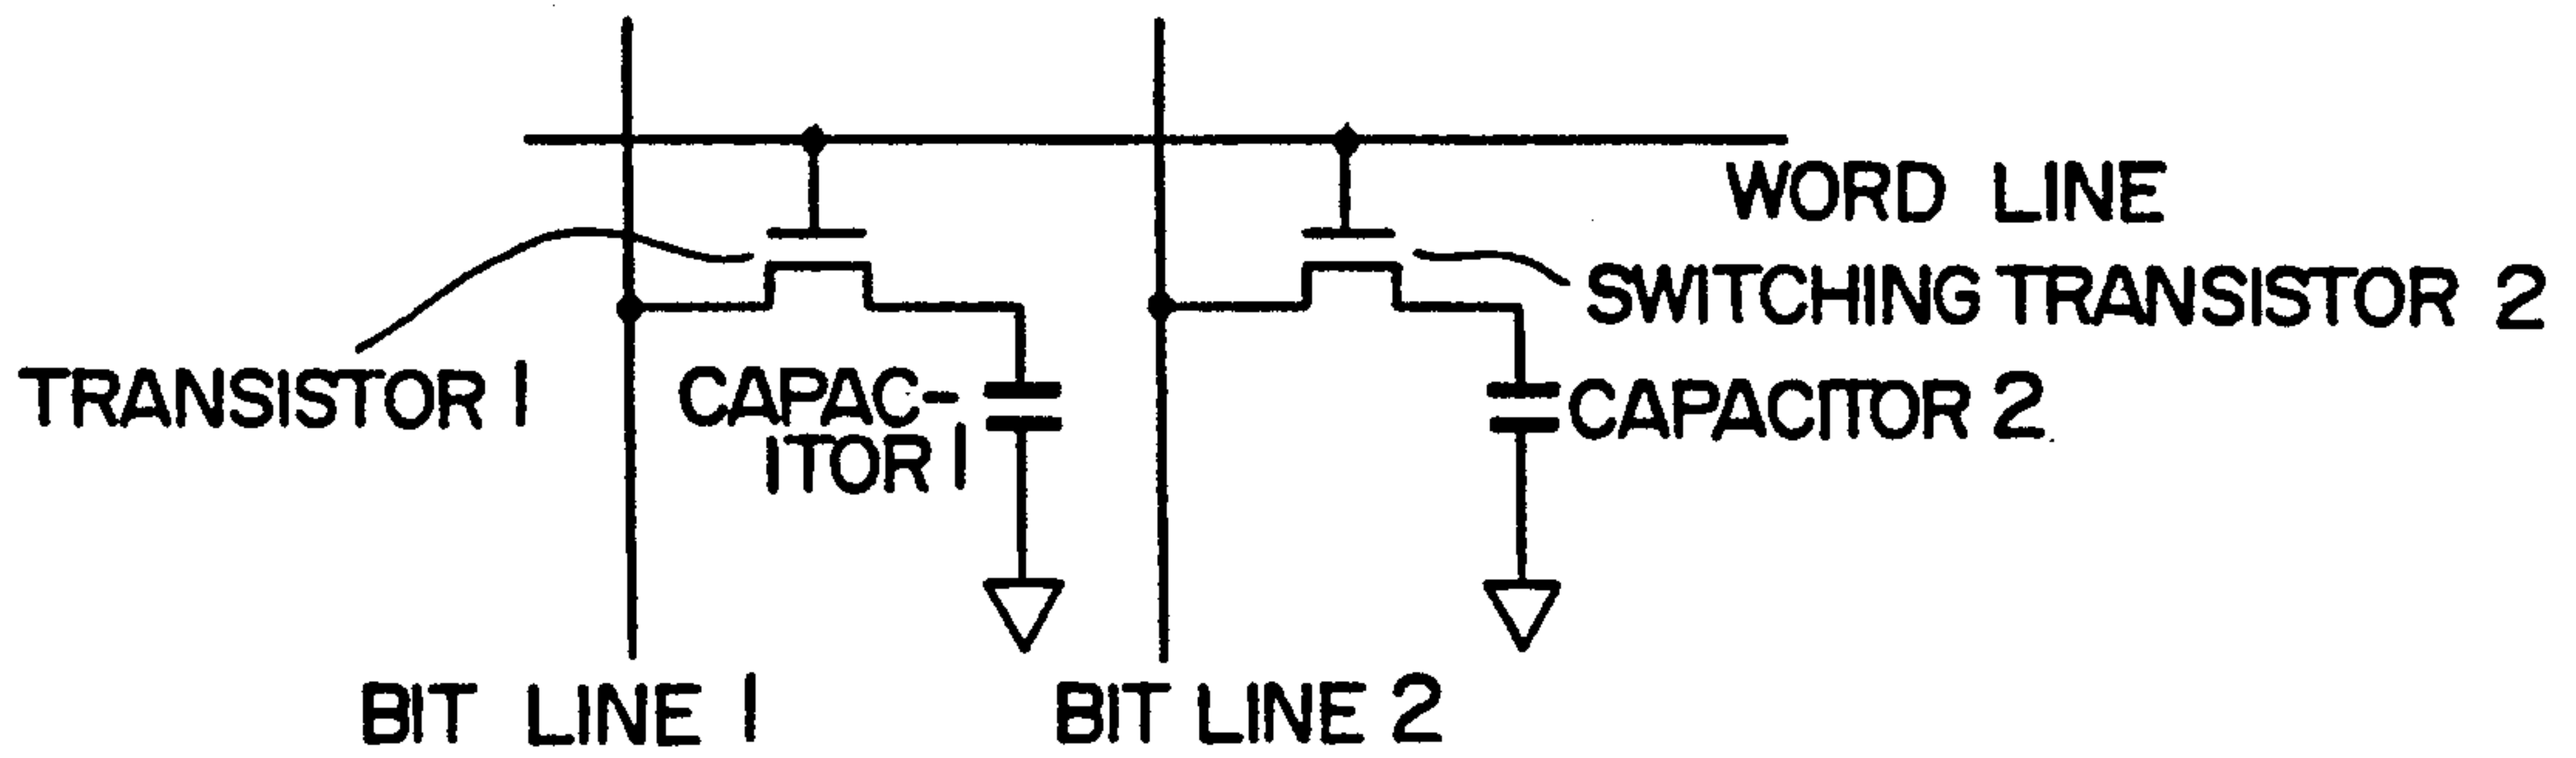 WORD LINE
SWITCHING TRANSISTOR 2
TRANSISTOR 1
CAPAC-
ITOR 1
CAPACITOR 2
BIT LINE 1
BIT LINE 2